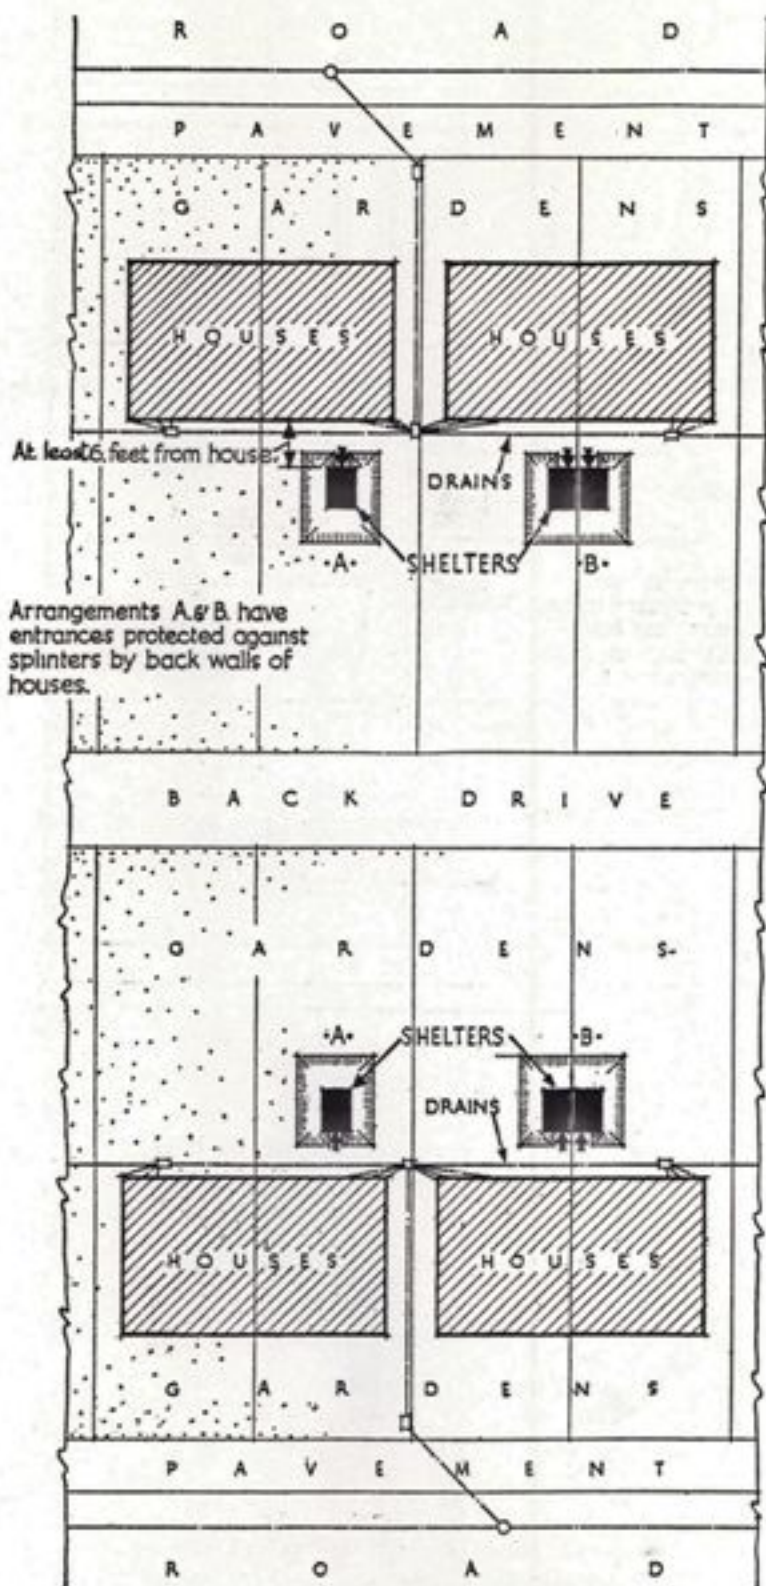 ROAD
PAVEMENT
GARDENS
HOUSES HOUSES
At least 6 feet from house.
DRAINS
·A· SHELTERS ·B·
Arrangements A.& B. have
entrances protected against
splinters by back walls of
houses.
BACK DRIVE
GARDENS
·A· SHELTERS ·B·
DRAINS
HOUSES HOUSES
GARDENS
PAVEMENT
ROAD